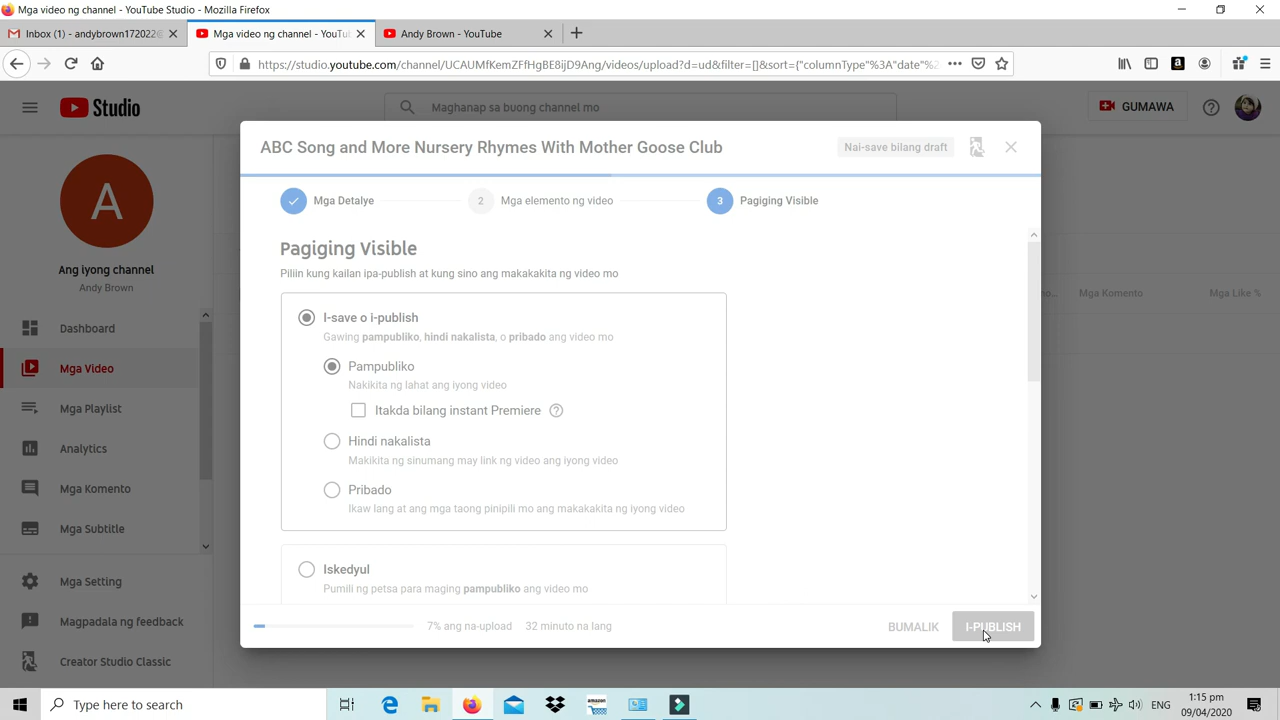 Mga video ng channel - YouTube Studio - Mozilla Firefox
Inbox (1) - andybrown172022@
Mga video ng channel - YouTu
Andy Brown - YouTube
https://studio.youtube.com/channel/UCAUMfKemZFfHgBE8ijD9Ang/videos/upload?d=ud&filter=[]&sort={"columnType"%3A"date"%2
Studio
Maghanap sa buong channel mo
GUMAWA
ABC Song and More Nursery Rhymes With Mother Goose Club
Nai-save bilang draft
Mga Detalye
2 Mga elemento ng video
3 Pagiging Visible
A
Ang iyong channel
Andy Brown
Dashboard
Mga Video
Mga Playlist
Analytics
Mga Komento
Mga Subtitle
Mga Setting
Magpadala ng feedback
Creator Studio Classic
Pagiging Visible
Piliin kung kailan ipa-publish at kung sino ang makakakita ng video mo
I-save o i-publish
Gawing pampubliko, hindi nakalista, o pribado ang video mo
Pampubliko
Nakikita ng lahat ang iyong video
Itakda bilang instant Premiere
Hindi nakalista
Makikita ng sinumang may link ng video ang iyong video
Pribado
Ikaw lang at ang mga taong pinipili mo ang makakakita ng iyong video
Iskedyul
Pumili ng petsa para maging pampubliko ang video mo
7% ang na-upload 32 minuto na lang
BUMALIK
I-PUBLISH
Mga Komento
Mga Like %
Type here to search
amazon
ENG
1:15 pm
09/04/2020